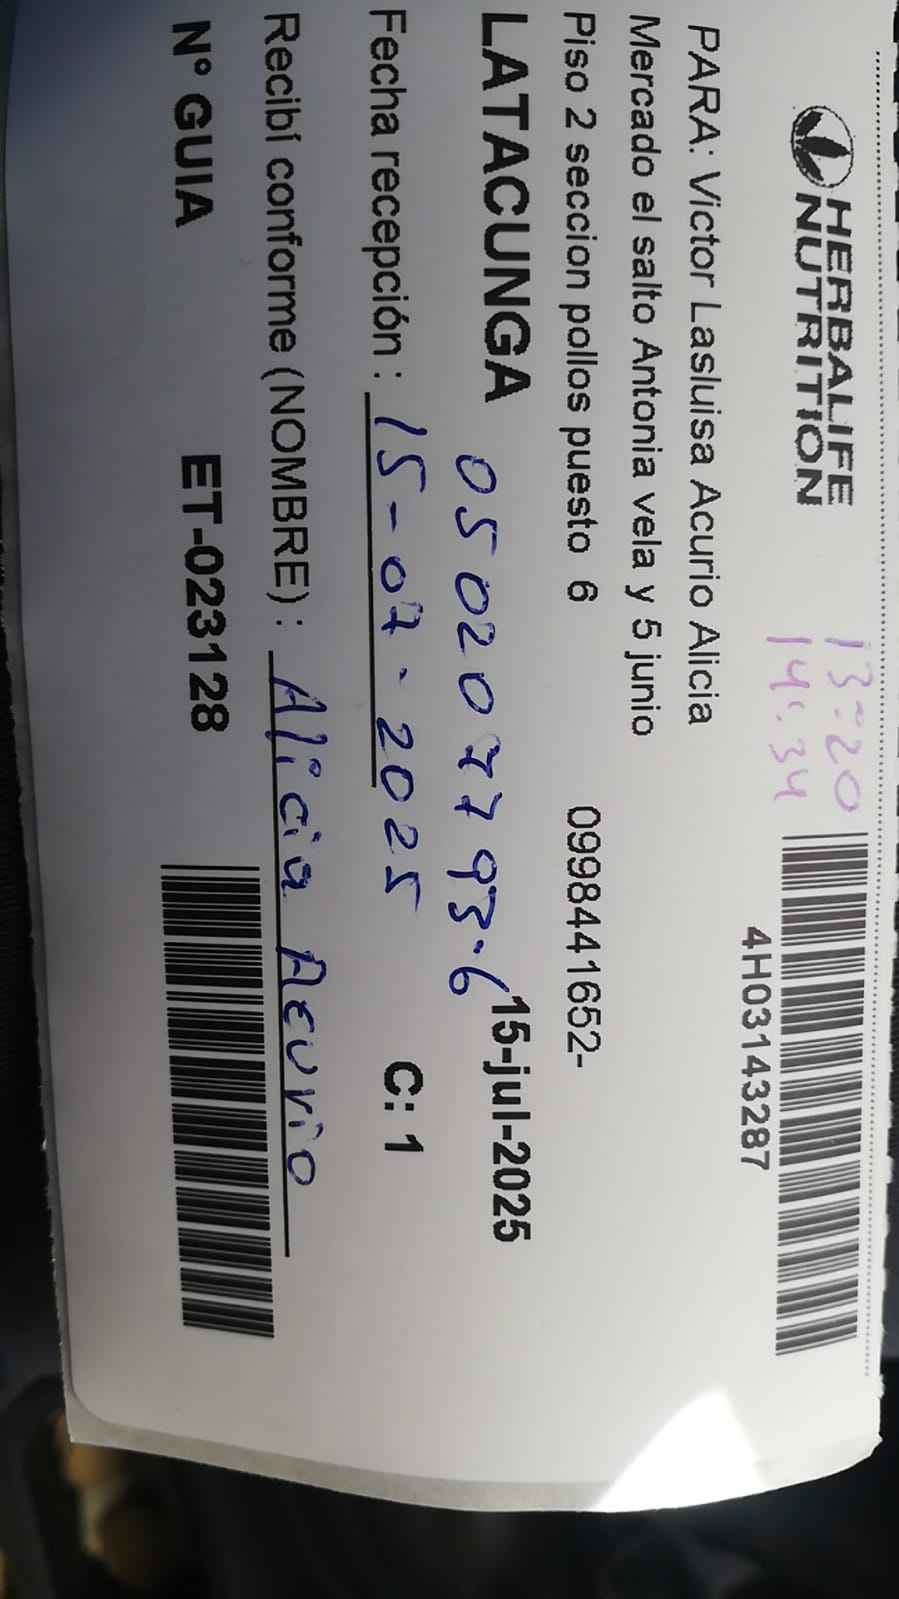 HERBALIFE
NUTRITION
13:20
14:34
4H03143287
PARA: Victor Lasluisa Acurio Alicia
Mercado el salto Antonia vela y 5 junio
Piso 2 seccion pollos puesto 6 0998441652-
LATACUNGA 050207793-6 15-jul-2025
Fecha recepción : 15-07-2025 C: 1
Recibí conforme (NOMBRE) : Alicia Acurio
N° GUIA ET-023128